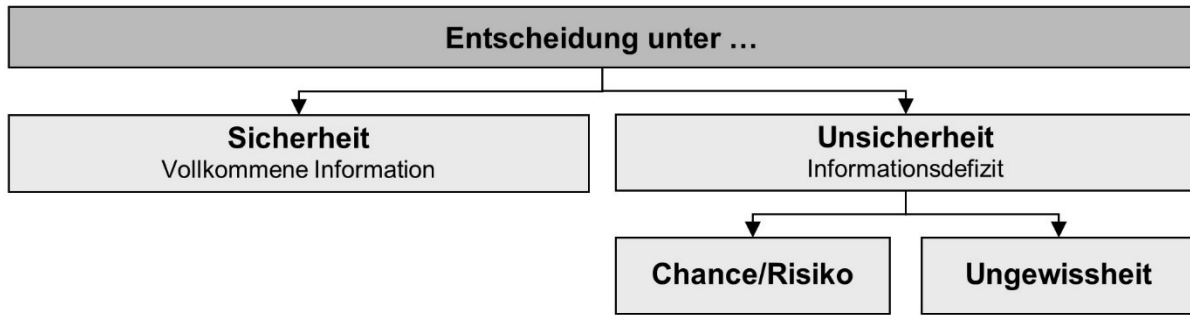 Entscheidung unter …
Sicherheit
Vollkommene Information
Unsicherheit
Informationsdefizit
Chance/Risiko
Ungewissheit